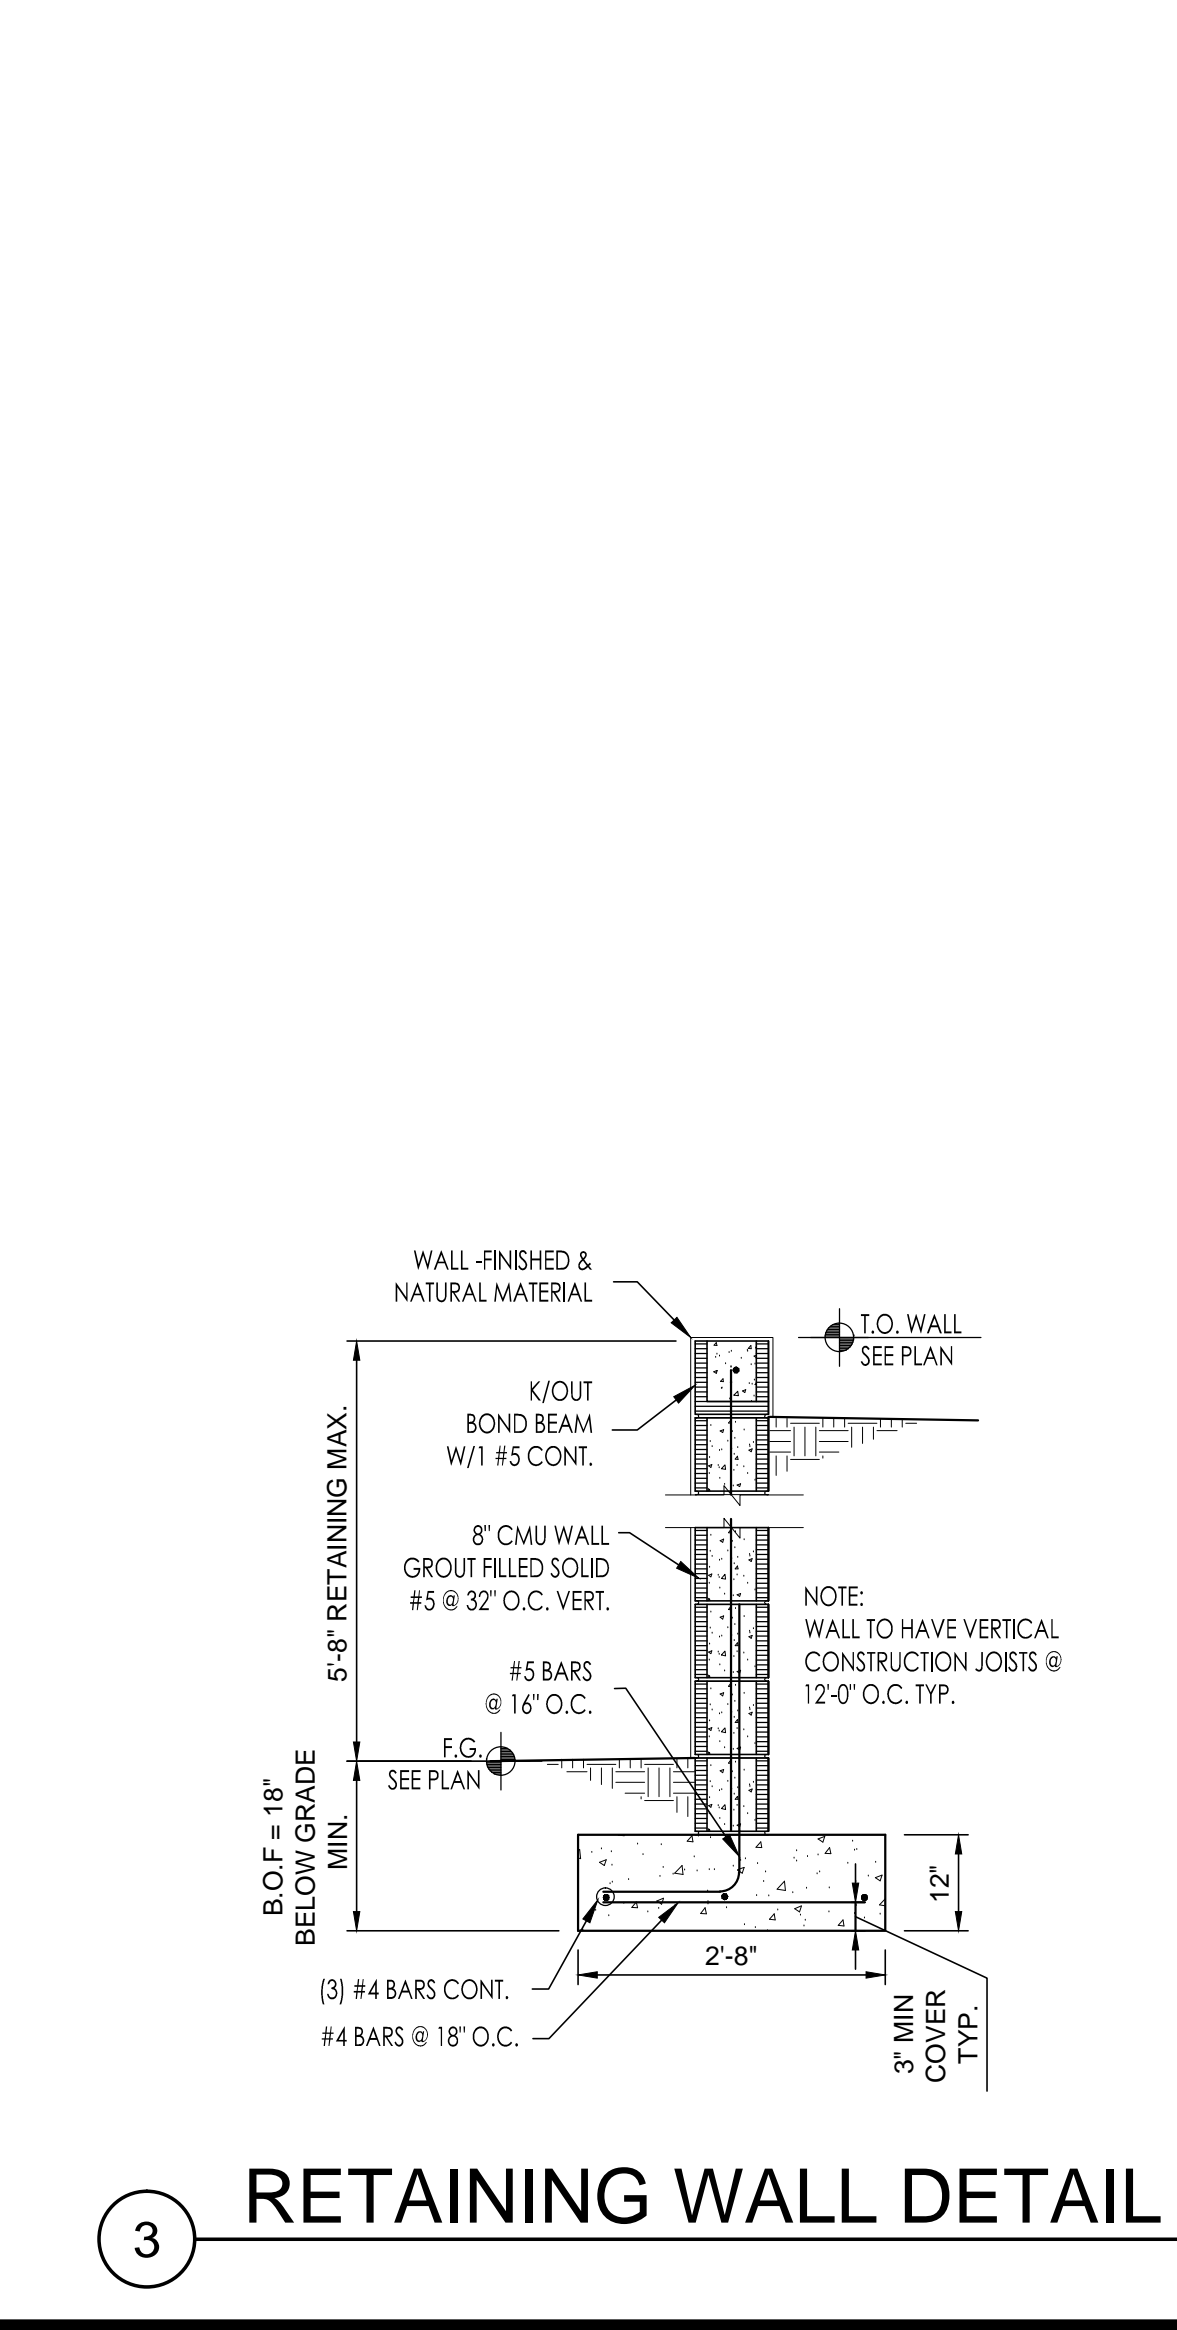 WALL -FINISHED &
NATURAL MATERIAL
T.O. WALL
SEE PLAN
K/OUT
BOND BEAM
W/1 #5 CONT.
5'-8" RETAINING MAX.
8" CMU WALL
GROUT FILLED SOLID
#5 @ 32" O.C. VERT.
NOTE:
WALL TO HAVE VERTICAL
CONSTRUCTION JOISTS @
12'-0" O.C. TYP.
#5 BARS
@ 16" O.C.
F.G.
SEE PLAN
B.O.F = 18"
BELOW GRADE
MIN.
12"
2'-8"
(3) #4 BARS CONT.
#4 BARS @ 18" O.C.
3" MIN
COVER
TYP.
3
RETAINING WALL DETAIL